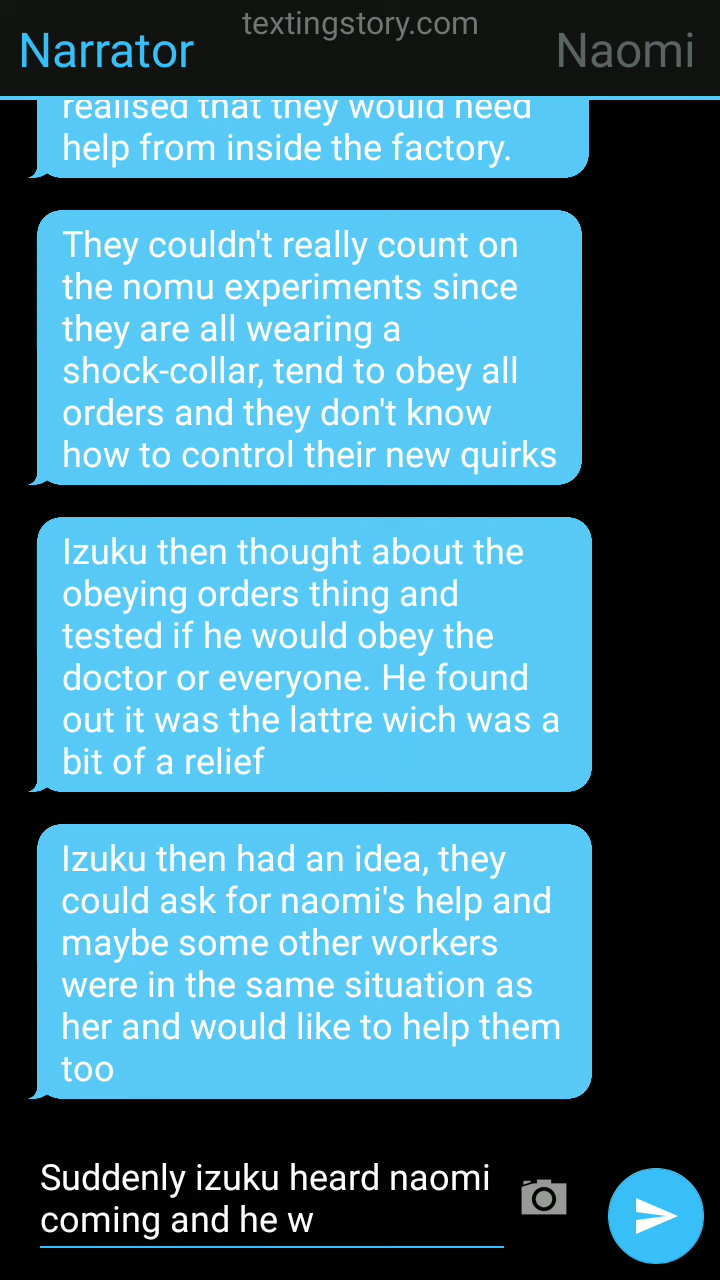 textingstory.com
Narrator
Naomi
realised that they would need
help from inside the factory.
They couldn't really count on
the nomu experiments since
they are all wearing a
shock-collar, tend to obey all
orders and they don't know
how to control their new quirks
Izuku then thought about the
obeying orders thing and
tested if he would obey the
doctor or everyone. He found
out it was the lattre wich was a
bit of a relief
Izuku then had an idea, they
could ask for naomi's help and
maybe some other workers
were in the same situation as
her and would like to help them
too
Suddenly izuku heard naomi
coming and he w